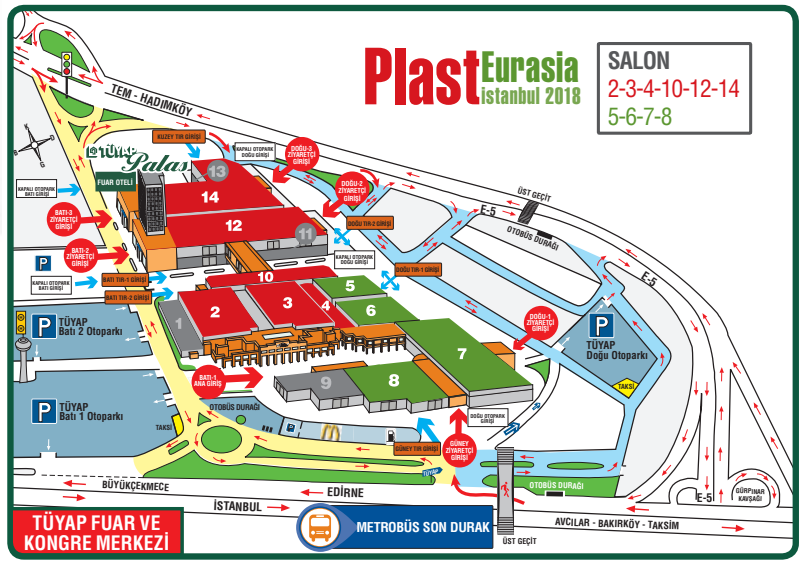 Plast Eurasia
istanbul 2018
SALON
2-3-4-10-12-14
5-6-7-8
TEM - HADIMKÖY
KUZEY TIR GİRİŞİ
KAPALI OTOPARK
DOĞU GİRİŞİ
DOĞU-3
ZİYARETÇİ
GİRİŞİ
TÜYAP
Palas
FUAR OTELİ
13
14
DOĞU-2
ZİYARETÇİ
GİRİŞİ
ÜST GEÇİT
KAPALI OTOPARK
BATI GİRİŞİ
BATI-3
ZİYARETÇİ
GİRİŞİ
12
11
DOĞU TIR-2 GİRİŞİ
E-5
OTOBÜS DURAĞI
BATI-2
ZİYARETÇİ
GİRİŞİ
P
KAPALI OTOPARK
DOĞU GİRİŞİ
DOĞU TIR-1 GİRİŞİ
E-5
KAPALI OTOPARK
BATI GİRİŞİ
BATI TIR-1 GİRİŞİ
BATI TIR-2 GİRİŞİ
10
5
1
2
3
4
6
7
DOĞU-1
ZİYARETÇİ
GİRİŞİ
P
TÜYAP
Batı 2 Otoparkı
P
TÜYAP
Doğu Otoparkı
TAKSİ
BATI-1
ANA GİRİŞ
9
8
P
TÜYAP
Batı 1 Otoparkı
TAKSİ
OTOBÜS DURAĞI
P
DOĞU OTOPARK
GİRİŞİ
GÜNEY TIR GİRİŞİ
GÜNEY
ZİYARETÇİ
GİRİŞİ
TÜYAP
OTOBÜS DURAĞI
BÜYÜKÇEKMECE
EDİRNE
E-5
GÜRPINAR
KAVŞAĞI
İSTANBUL
TÜYAP FUAR VE
KONGRE MERKEZİ
METROBÜS SON DURAK
AVCILAR - BAKIRKÖY - TAKSİM
ÜST GEÇİT